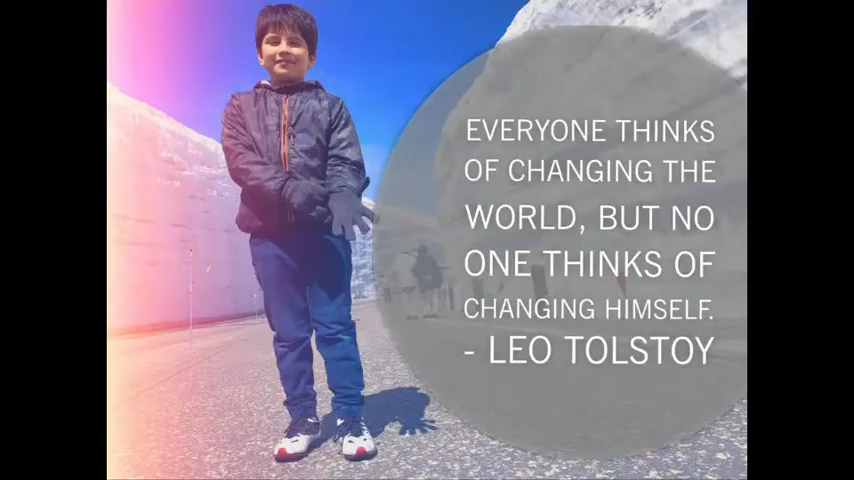 EVERYONE THINKS
OF CHANGING THE
WORLD, BUT NO
ONE THINKS OF
CHANGING HIMSELF.
- LEO TOLSTOY